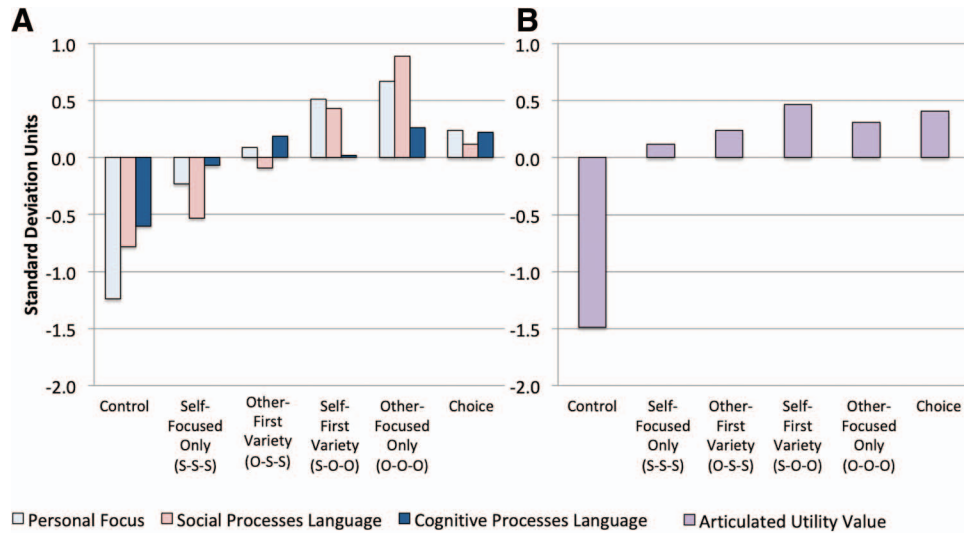 A
B
1.0
0.5
0.0
-0.5
-1.0
-1.5
-2.0
Standard Deviation Units
Control
Self-
Focused
Only
(S-S-S)
Other-
First
Variety
(O-S-S)
Self-
First
Variety
(S-O-O)
Other-
Focused
Only
(O-O-O)
Choice
1.0
0.5
0.0
-0.5
-1.0
-1.5
-2.0
Control
Self-
Focused
Only
(S-S-S)
Other-
First
Variety
(O-S-S)
Self-
First
Variety
(S-O-O)
Other-
Focused
Only
(O-O-O)
Choice
Personal Focus
Social Processes Language
Cognitive Processes Language
Articulated Utility Value